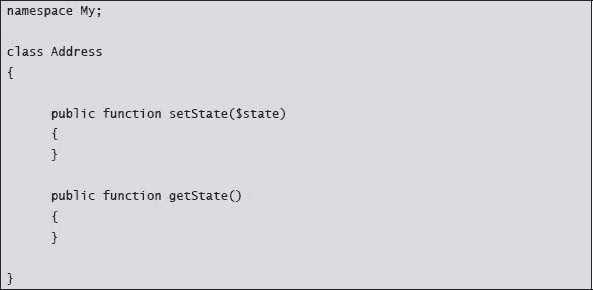 namespace My;
class Address
{
public function setState($state)
{
}
public function getState()
{
}
}